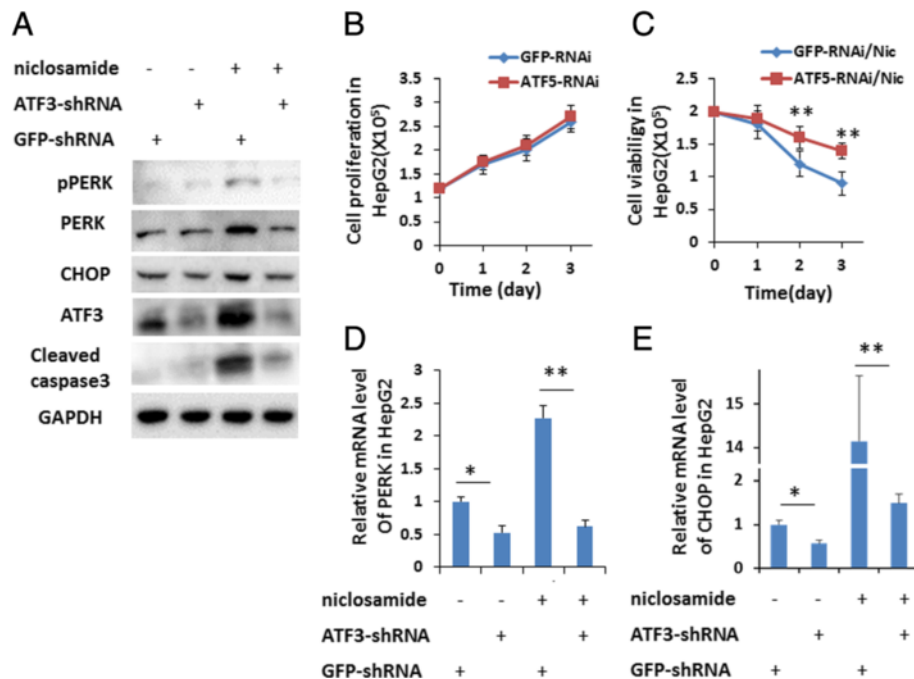 A
niclosamide - - + +
ATF3-shRNA + +
GFP-shRNA + +
pPERK
PERK
CHOP
ATF3
Cleaved
caspase3
GAPDH
B
GFP-RNAi
ATF5-RNAi
Cell proliferation in
HepG2(X10⁵)
3.5
3
2.5
2
1.5
1
0.5
0
0 1 2 3
Time (day)
C
GFP-RNAi/Nic
ATF5-RNAi/Nic
Cell viabiligy in
HepG2(X10⁵)
2.5
2
1.5
1
0.5
0
** **
0 1 2 3
Time(day)
D
Relative mRNA level
Of PERK in HepG2
3
2.5
2
1.5
1
0.5
0
* **
niclosamide - - + +
ATF3-shRNA + +
GFP-shRNA + +
E
Relative mRNA level
of CHOP in HepG2
15
14
2
1
0
* **
- - + +
+ +
+ +